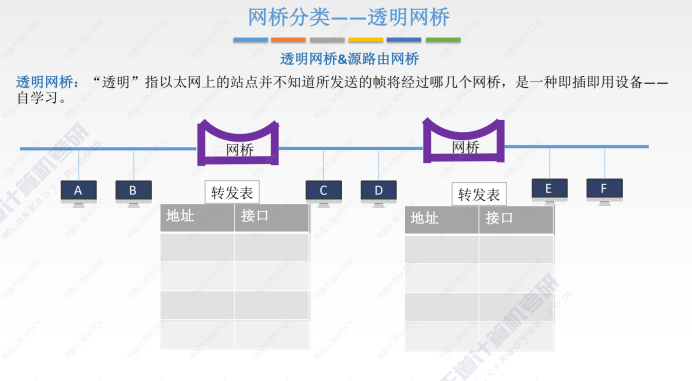 网桥分类——透明网桥
透明网桥&源路由网桥
透明网桥：“透明”指以太网上的站点并不知道所发送的帧将经过哪几个网桥，是一种即插即用设备——
自学习。
网桥 网桥
A B 转发表 C D 转发表 E F
地址 接口 地址 接口